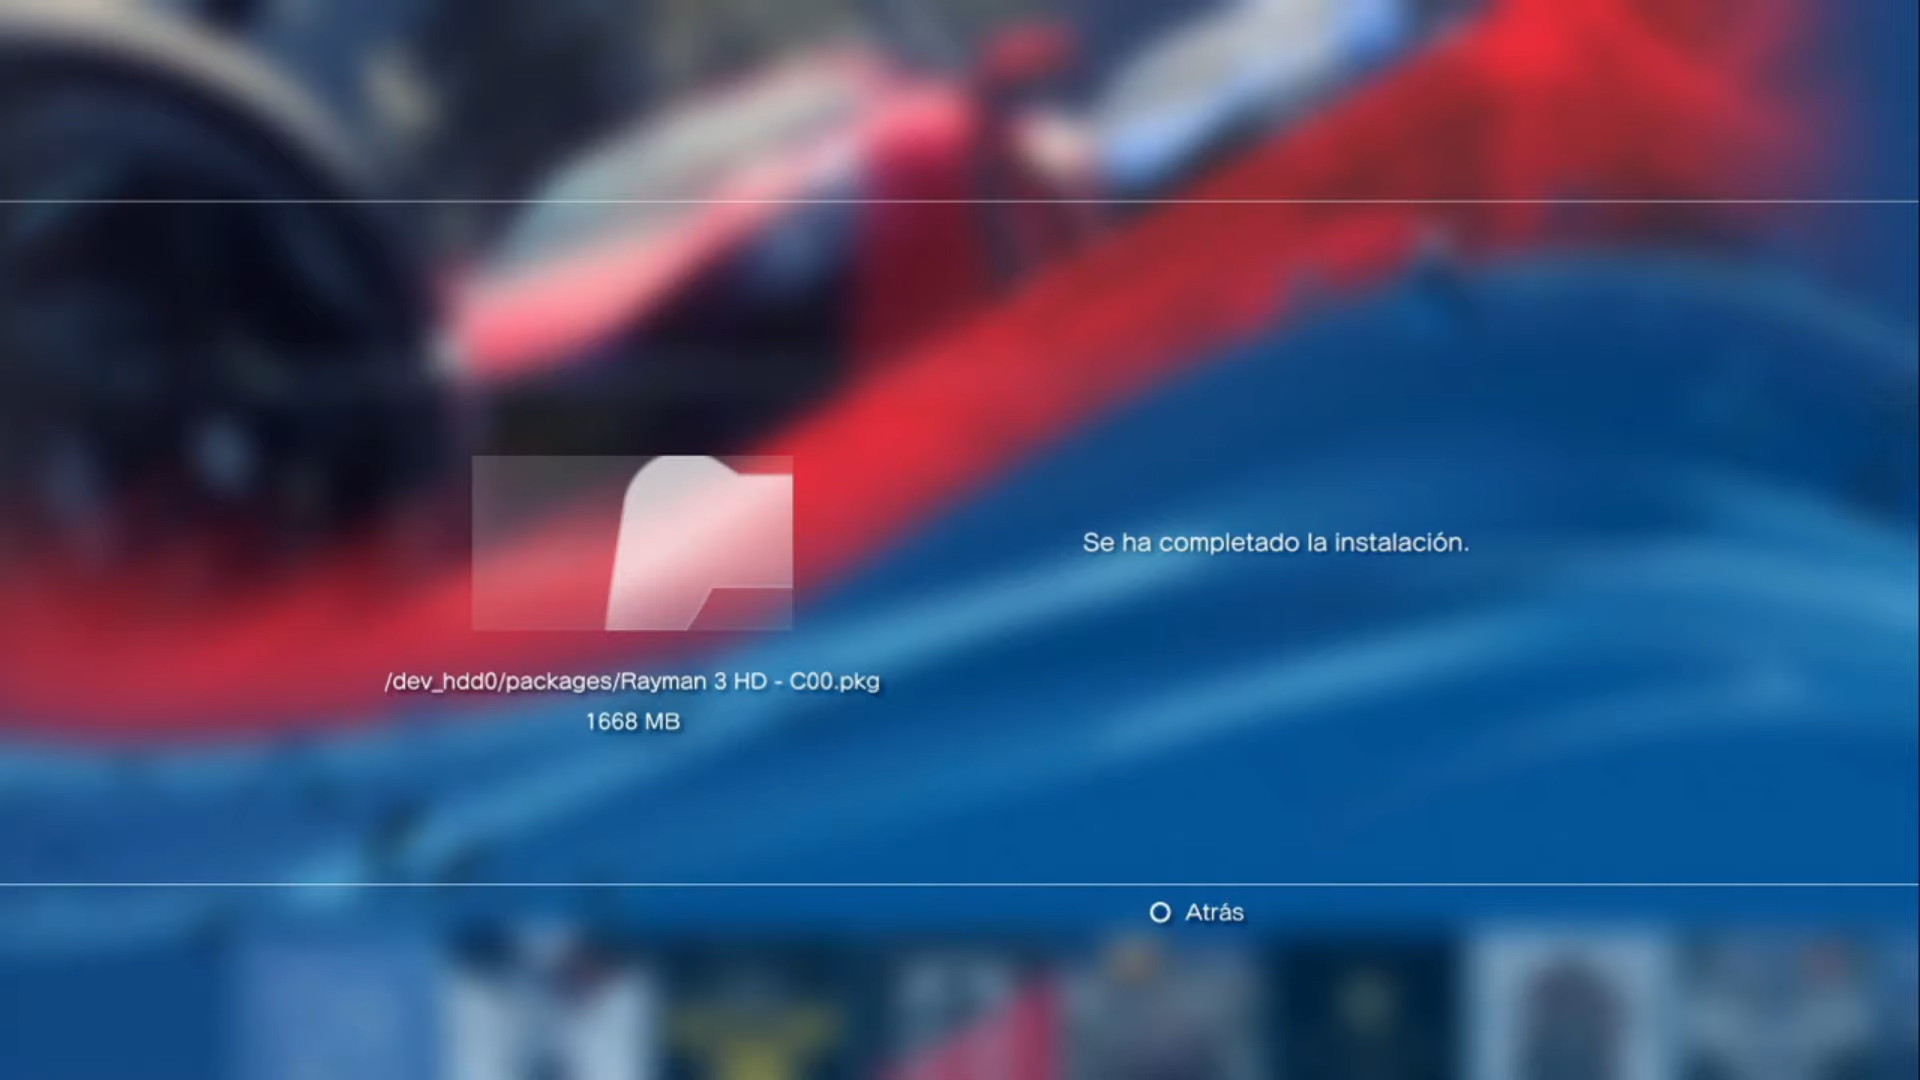 Se ha completado la instalación.
/dev_hdd0/packages/Rayman 3 HD - C00.pkg
1668 MB
Atrás